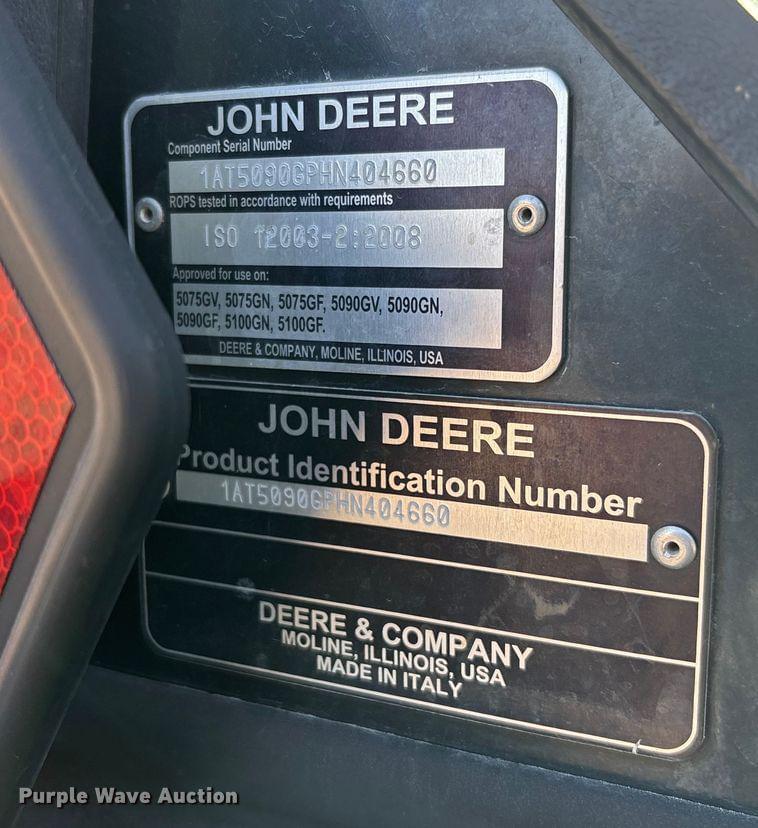 JOHN DEERE
Component Serial Number
1AT5090GPHN404660
ROPS tested in accordance with requirements
ISO 12003-2:2008
Approved for use on:
5075GV, 5075GN, 5075GF, 5090GV, 5090GN,
5090GF, 5100GN, 5100GF.
DEERE & COMPANY, MOLINE, ILLINOIS, USA
JOHN DEERE
Product Identification Number
1AT5090GPHN404660
DEERE & COMPANY
MOLINE, ILLINOIS, USA
MADE IN ITALY
Purple Wave Auction